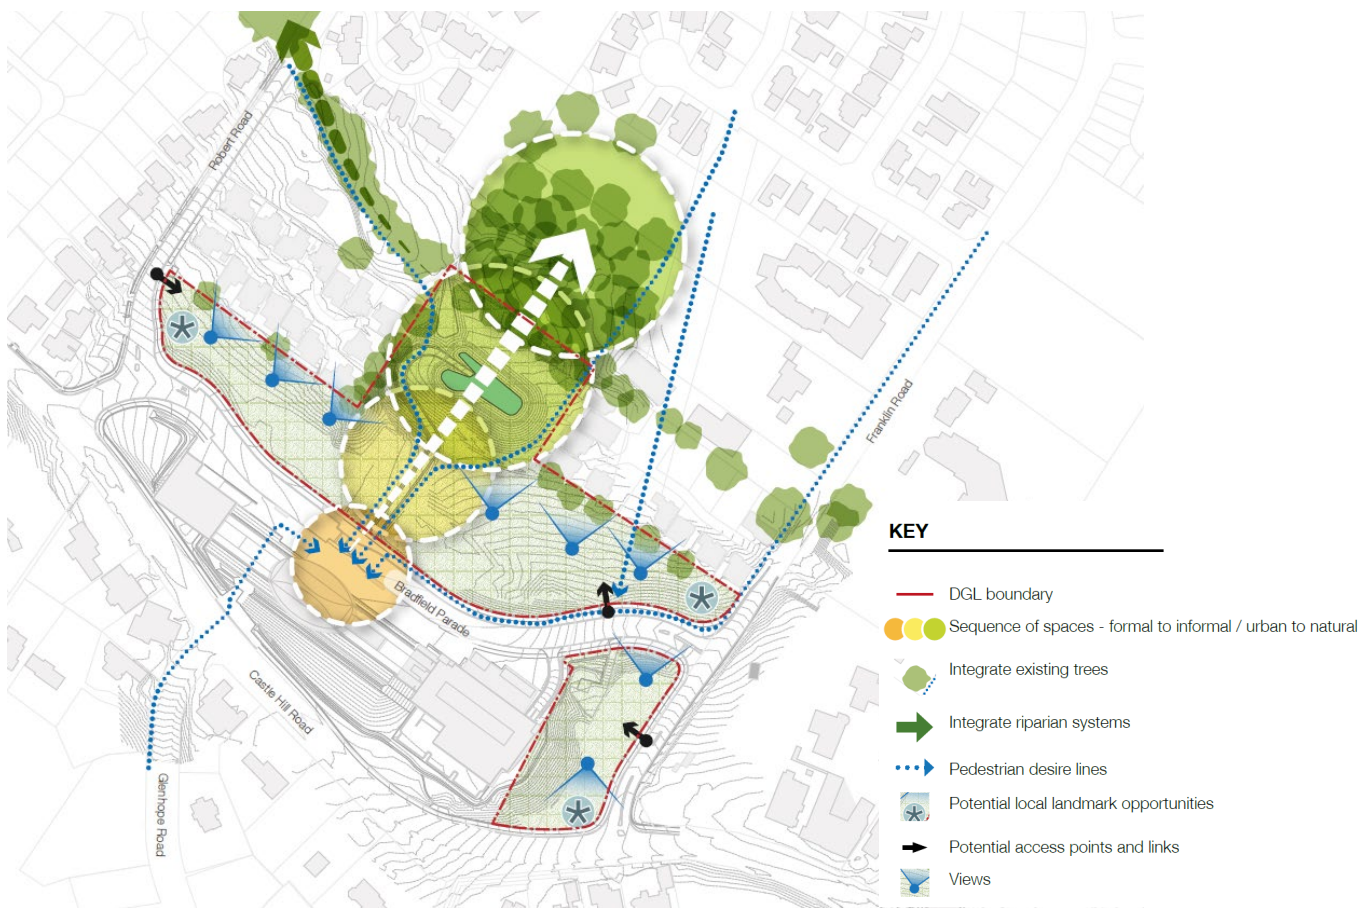 Robert Road
Franklin Road
Bradfield Parade
Castle Hill Road
Glenhope Road
KEY
DGL boundary
Sequence of spaces - formal to informal / urban to natural
Integrate existing trees
Integrate riparian systems
Pedestrian desire lines
Potential local landmark opportunities
Potential access points and links
Views